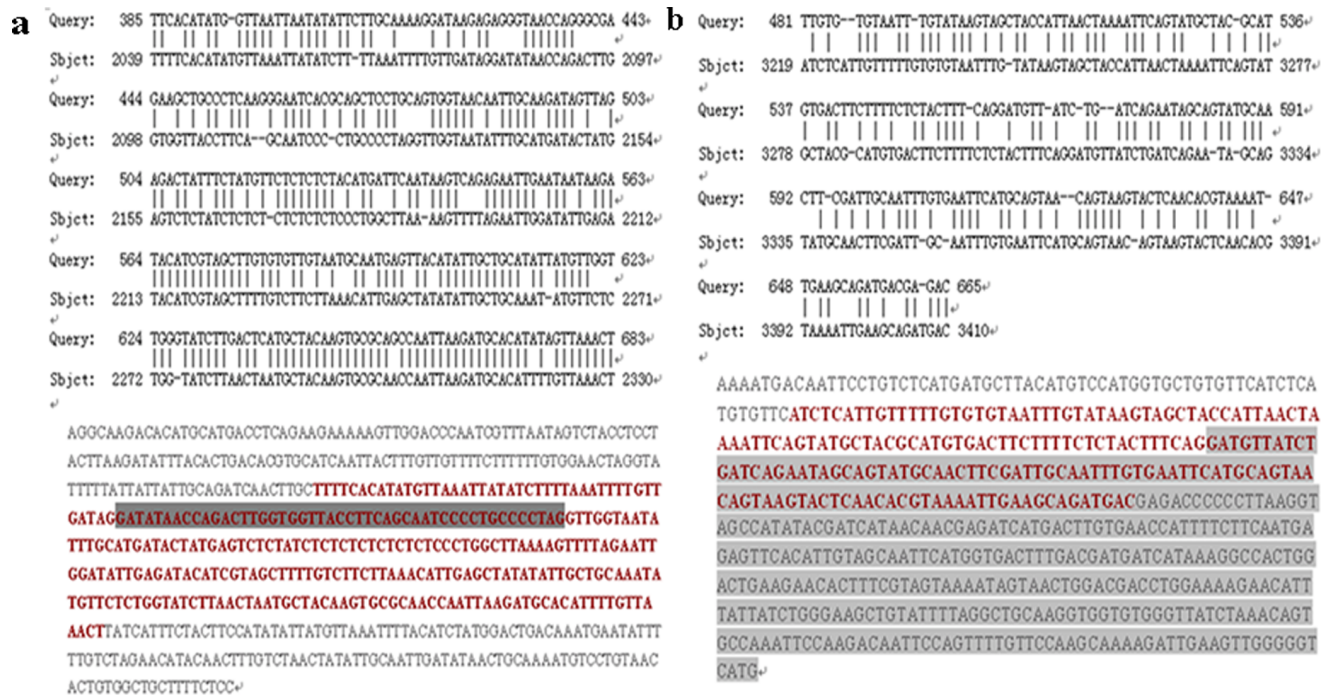 a
Query: 385 TTCACATATG-GTTAATTAATATATTCTTGCAAAAGGATAAGAGAGGGTAACCAGGGCGA 443
Sbjct: 2039 TTTTCACATATGTTAAATTATATCTT-TTAAATTTTGTTGATAGGATATAACCAGACTTG 2097
Query: 444 GAAGCTGCCCTCAAGGGAATCACGCAGCTCCTGCAGTGGTAACAATTGCAAGATAGTTAG 503
Sbjct: 2098 GTGGTTACCTTCA--GCAATCCC-CTGCCCCTAGGTTGGTAATATTTGCATGATACTATG 2154
Query: 504 AGACTATTTCTATGTTCTCTCTCTACATGATTCAATAAGTCAGAGAATTGAATAATAAGA 563
Sbjct: 2155 AGTCTCTATCTCTCT-CTCTCTCTCCCTGGCTTAA-AAGTTTTAGAATTGGATATTGAGA 2212
Query: 564 TACATCGTAGCTTGTGTGTTGTAATGCAATGAGTTACATATTGCTGCATATTATGTTGGT 623
Sbjct: 2213 TACATCGTAGCTTTTGTCTTCTTAAACATTGAGCTATATATTGCTGCAAAT-ATGTTCTC 2271
Query: 624 TGGGTATCTTGACTCATGCTACAAGTGCGCAGCCAATTAAGATGCACATATAGTTAAACT 683
Sbjct: 2272 TGG-TATCTTAACTAATGCTACAAGTGCGCAACCAATTAAGATGCACATTTTGTTAAACT 2330
AGGCAAGACACATGCATGACCTCAGAAGAAAAAGTTGGACCCAATCGTTTAATAGTCTACCTCCT
ACTTAAGATATTTACACTGACACGTGCATCAATTACTTTGTTGTTTTCTTTTTTGTGGAACTAGGTA
TTTTTATTATTATTGCAGATCAACTTGCTTTTCACATATGTTAAATTATATCTTTTAAATTTTGTT
GATAGGATATAACCAGACTTGGTGGTTACCTTCAGCAATCCCCTGCCCCTAGGTTGGTAATA
TTTGCATGATACTATGAGTCTCTATCTCTCTCTCTCTCTCTCCCTGGCTTAAAAGTTTTAGAATT
GGATATTGAGATACATCGTAGCTTTTGTCTTCTTAAACATTGAGCTATATATTGCTGCAAATA
TGTTCTCTGGTATCTTAACTAATGCTACAAGTGCGCAACCAATTAAGATGCACATTTTGTTA
AACTTATCATTTCTACTTCCATATATTATGTTAAATTTTACATCTATGGACTGACAAATGAATATTT
TTGTCTAGAACATACAACTTTGTCTAACTATATTGCAATTGATATAACTGCAAAATGTCCTGTAAC
ACTGTGGCTGCTTTTCTCC
b
Query: 481 TTGTG--TGTAATT-TGTATAAGTAGCTACCATTAACTAAAATTCAGTATGCTAC-GCAT 536
Sbjct: 3219 ATCTCATTGTTTTTGTGTGTAATTTG-TATAAGTAGCTACCATTAACTAAAATTCAGTAT 3277
Query: 537 GTGACTTCTTTTCTCTACTTT-CAGGATGTT-ATC-TG--ATCAGAATAGCAGTATGCAA 591
Sbjct: 3278 GCTACG-CATGTGACTTCTTTTCTCTACTTTCAGGATGTTATCTGATCAGAA-TA-GCAG 3334
Query: 592 CTT-CGATTGCAATTTGTGAATTCATGCAGTAA--CAGTAAGTACTCAACACGTAAAAT- 647
Sbjct: 3335 TATGCAACTTCGATT-GC-AATTTGTGAATTCATGCAGTAAC-AGTAAGTACTCAACACG 3391
Query: 648 TGAAGCAGATGACGA-GAC 665
Sbjct: 3392 TAAAATTGAAGCAGATGAC 3410
AAAATGACAATTCCTGTCTCATGATGCTTACATGTCCATGGTGCTGTGTTCATCTCA
TGTGTTCATCTCATTGTTTTTGTGTGTAATTTGTATAAGTAGCTACCATTAACTA
AAATTCAGTATGCTACGCATGTGACTTCTTTTCTCTACTTTCAGGATGTTATCT
GATCAGAATAGCAGTATGCAACTTCGATTGCAATTTGTGAATTCATGCAGTAA
CAGTAAGTACTCAACACGTAAAATTGAAGCAGATGACGAGACCCCCCTTAAGGT
AGCCATATACGATCATAACAACGAGATCATGACTTGTGAACCATTTTCTTCAATGA
GAGTTCACATTGTAGCAATTCATGGTGACTTTGACGATGATCATAAAGGCCACTGG
ACTGAAGAACACTTTCGTAGTAAAATAGTAACTGGACGACCTGGAAAAGAACATT
TATTATCTGGGAAGCTGTATTTTAGGCTGCAAGGTGGTGTGGGTTATCTAAACAGT
GCCAAATTCCAAGACAATTCCAGTTTTGTTCCAAGCAAAAGATTGAAGTTGGGGGT
CATG